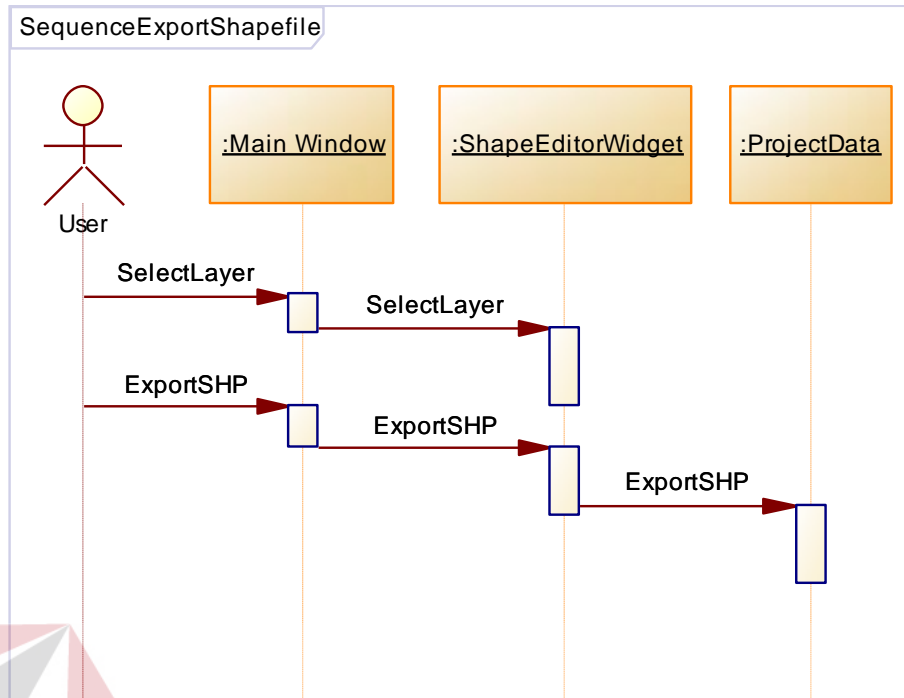 SequenceExportShapefile
:Main Window
:ShapeEditorWidget
:ProjectData
User
SelectLayer
SelectLayer
ExportSHP
ExportSHP
ExportSHP